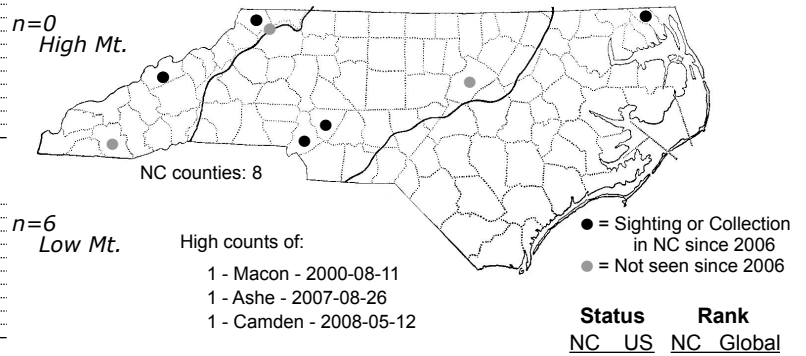 n=0
High Mt.
NC counties: 8
n=6
Low Mt.
High counts of:
1 - Macon - 2000-08-11
1 - Ashe - 2007-08-26
1 - Camden - 2008-05-12
● = Sighting or Collection
in NC since 2006
● = Not seen since 2006
Status Rank
NC US NC Global